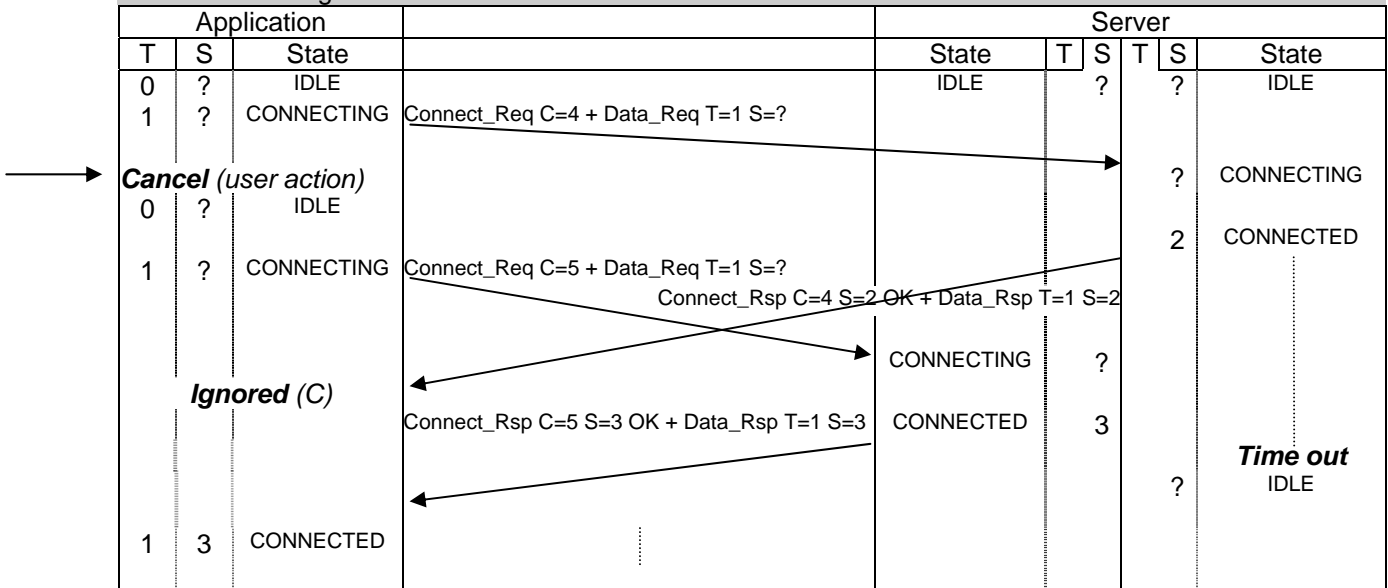 Application Server
T S State State T S T S State
0 ? IDLE IDLE ? ? IDLE
1 ? CONNECTING Connect_Req C=4 + Data_Req T=1 S=?
Cancel (user action) ? CONNECTING
0 ? IDLE
2 CONNECTED
1 ? CONNECTING Connect_Req C=5 + Data_Req T=1 S=?
Connect_Rsp C=4 S=2 OK + Data_Rsp T=1 S=2
CONNECTING ?
Ignored (C)
Connect_Rsp C=5 S=3 OK + Data_Rsp T=1 S=3 CONNECTED 3
Time out
? IDLE
1 3 CONNECTED